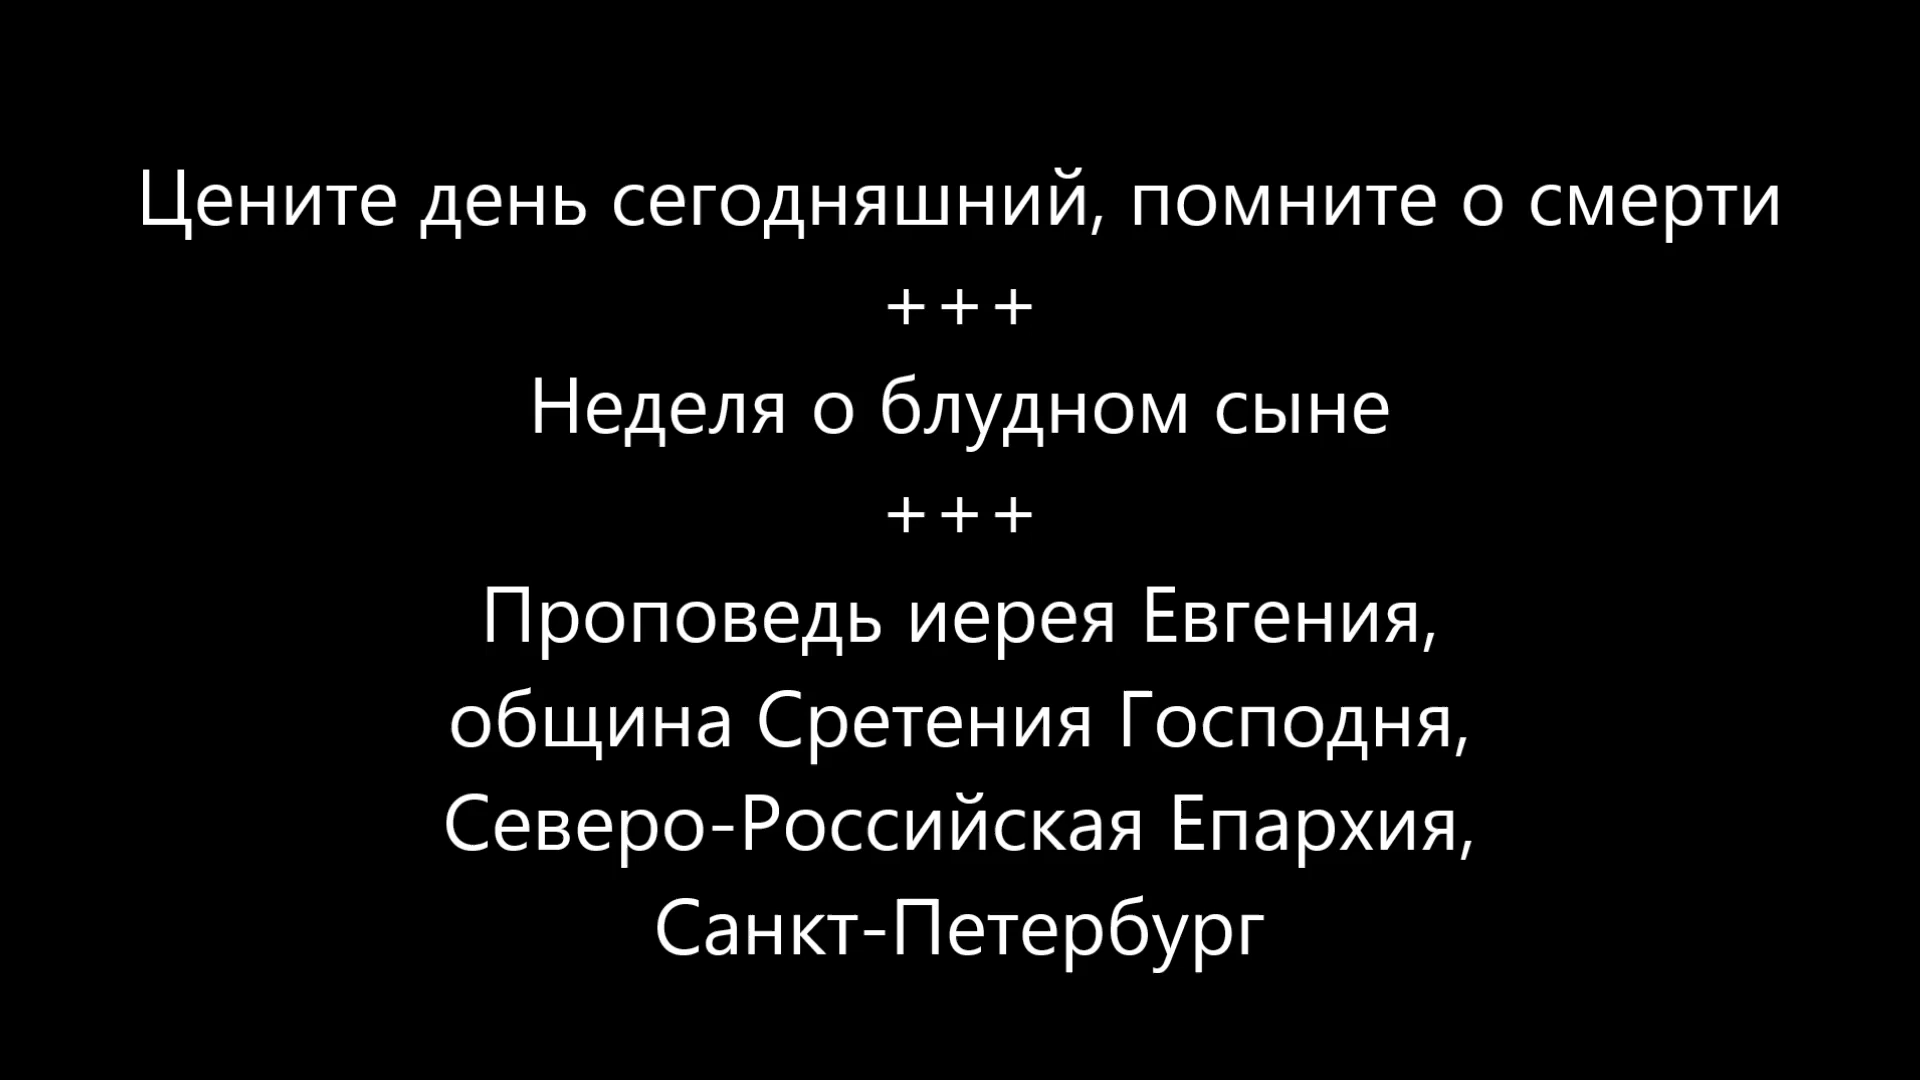 Цените день сегодняшний, помните о смерти
+++
Неделя о блудном сыне
+++
Проповедь иерея Евгения,
община Сретения Господня,
Северо-Российская Епархия,
Санкт-Петербург